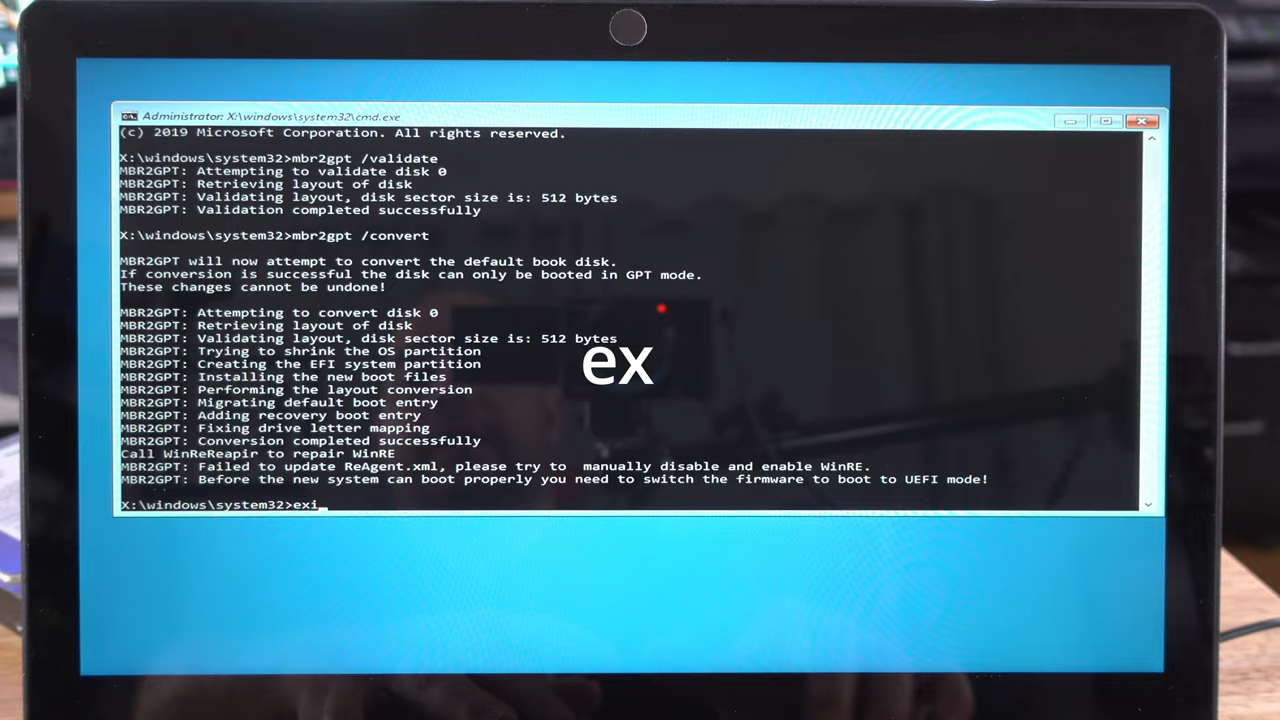 Administrator: X:\windows\system32\cmd.exe
(c) 2019 Microsoft Corporation. All rights reserved.
X:\windows\system32>mbr2gpt /validate
MBR2GPT: Attempting to validate disk 0
MBR2GPT: Retrieving layout of disk
MBR2GPT: Validating layout, disk sector size is: 512 bytes
MBR2GPT: Validation completed successfully
X:\windows\system32>mbr2gpt /convert
MBR2GPT will now attempt to convert the default book disk.
If conversion is successful the disk can only be booted in GPT mode.
These changes cannot be undone!
MBR2GPT: Attempting to convert disk 0
MBR2GPT: Retrieving layout of disk
MBR2GPT: Validating layout, disk sector size is: 512 bytes
MBR2GPT: Trying to shrink the OS partition
MBR2GPT: Creating the EFI system partition
MBR2GPT: Installing the new boot files
MBR2GPT: Performing the layout conversion
MBR2GPT: Migrating default boot entry
MBR2GPT: Adding recovery boot entry
MBR2GPT: Fixing drive letter mapping
MBR2GPT: Conversion completed successfully
Call WinReReapir to repair WinRE
MBR2GPT: Failed to update ReAgent.xml, please try to  manually disable and enable WinRE.
MBR2GPT: Before the new system can boot properly you need to switch the firmware to boot to UEFI mode!
X:\windows\system32>exi_
ex